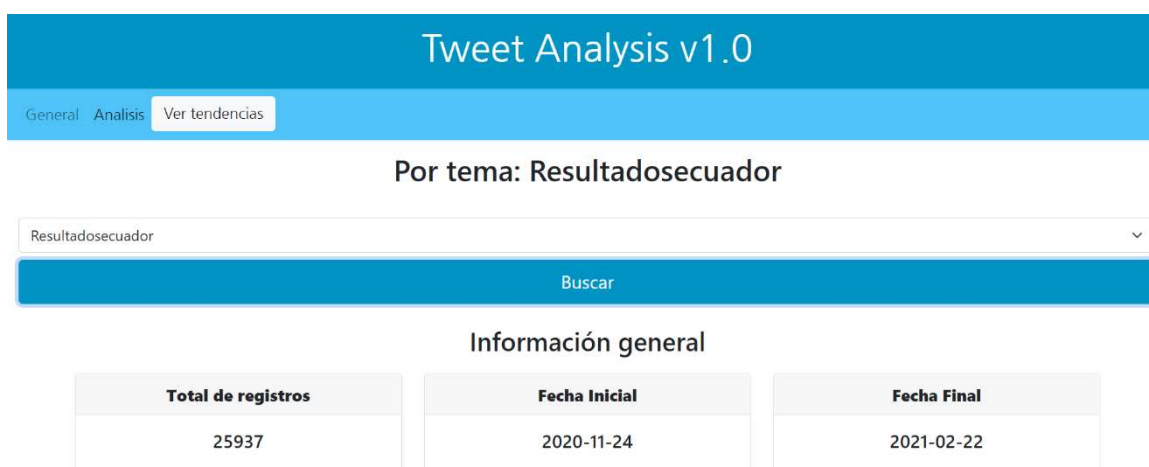 Tweet Analysis v1.0
General Analisis Ver tendencias
Por tema: Resultadosecuador
Resultadosecuador
Buscar
Información general
Total de registros Fecha Inicial Fecha Final
25937 2020-11-24 2021-02-22